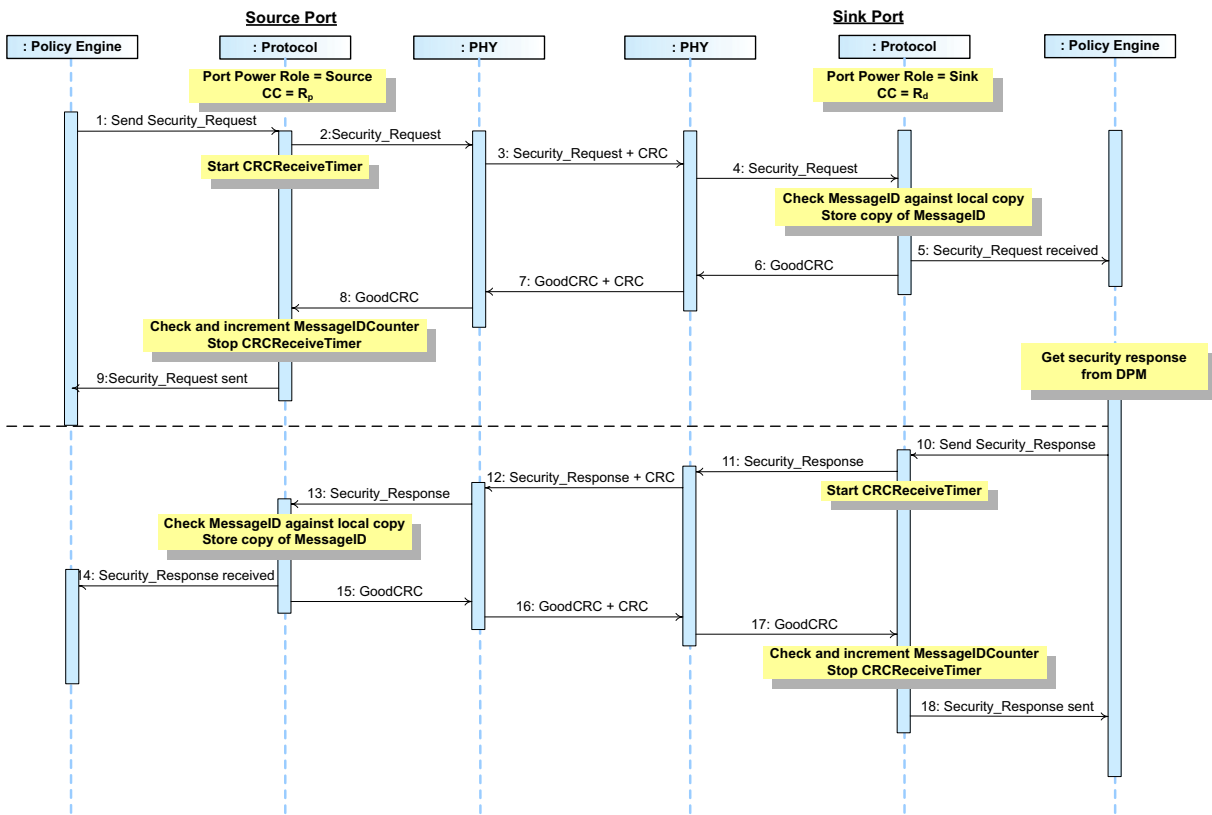 Source Port
Sink Port
: Policy Engine
: Protocol
: PHY
: PHY
: Protocol
: Policy Engine
Port Power Role = Source
CC = Rp
Port Power Role = Sink
CC = Rd
1: Send Security_Request
2:Security_Request
Start CRCReceiveTimer
3: Security_Request + CRC
4: Security_Request
Check MessageID against local copy
Store copy of MessageID
5: Security_Request received
6: GoodCRC
7: GoodCRC + CRC
8: GoodCRC
Check and increment MessageIDCounter
Stop CRCReceiveTimer
9:Security_Request sent
Get security response
from DPM
10: Send Security_Response
11: Security_Response
Start CRCReceiveTimer
12: Security_Response + CRC
13: Security_Response
Check MessageID against local copy
Store copy of MessageID
14: Security_Response received
15: GoodCRC
16: GoodCRC + CRC
17: GoodCRC
Check and increment MessageIDCounter
Stop CRCReceiveTimer
18: Security_Response sent